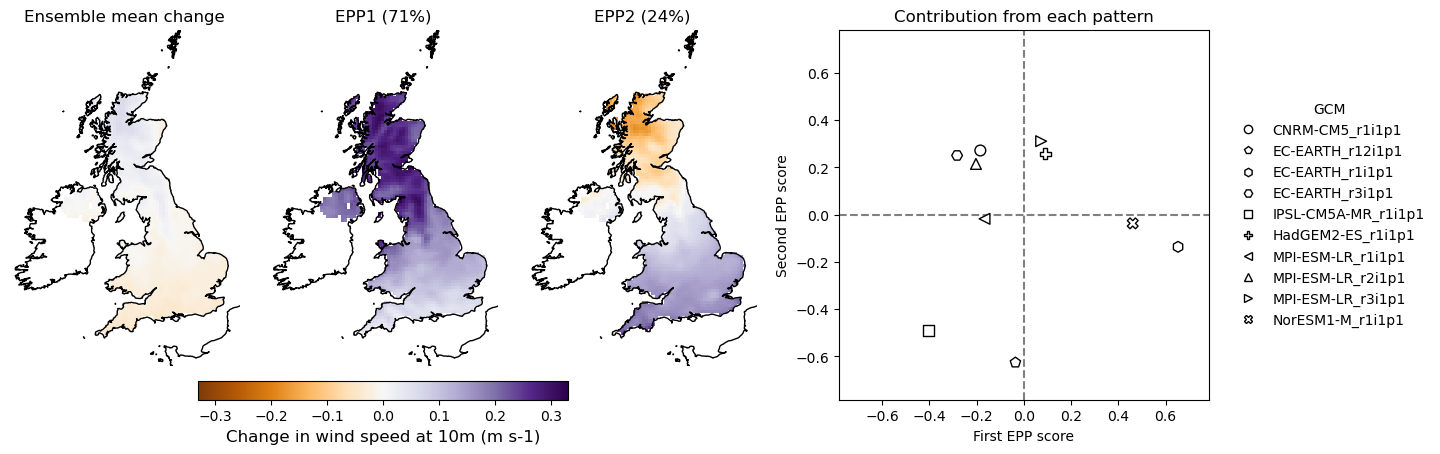 Ensemble mean change
EPP1 (71%)
EPP2 (24%)
Contribution from each pattern
−0.3 −0.2 −0.1 0.0 0.1 0.2 0.3
Change in wind speed at 10m (m s-1)
Second EPP score
0.6
0.4
0.2
0.0
−0.2
−0.4
−0.6
−0.6 −0.4 −0.2 0.0 0.2 0.4 0.6
First EPP score
GCM
CNRM-CM5_r1i1p1
EC-EARTH_r12i1p1
EC-EARTH_r1i1p1
EC-EARTH_r3i1p1
IPSL-CM5A-MR_r1i1p1
HadGEM2-ES_r1i1p1
MPI-ESM-LR_r1i1p1
MPI-ESM-LR_r2i1p1
MPI-ESM-LR_r3i1p1
NorESM1-M_r1i1p1